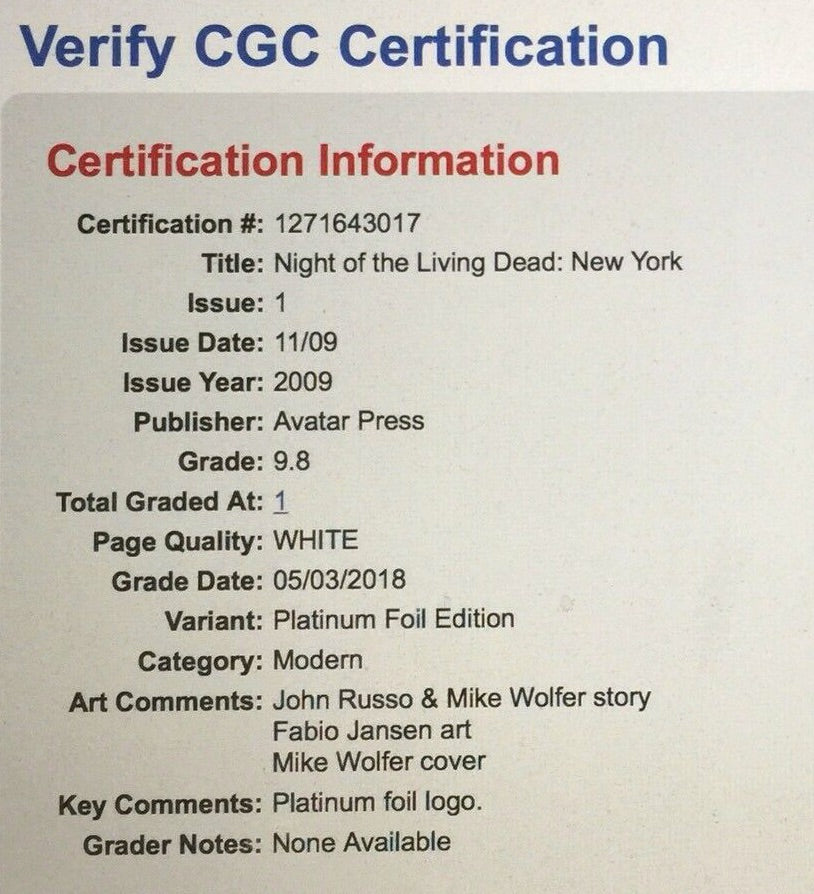 Verify CGC Certification
Certification Information
Certification #: 1271643017
Title: Night of the Living Dead: New York
Issue: 1
Issue Date: 11/09
Issue Year: 2009
Publisher: Avatar Press
Grade: 9.8
Total Graded At: 1
Page Quality: WHITE
Grade Date: 05/03/2018
Variant: Platinum Foil Edition
Category: Modern
Art Comments: John Russo & Mike Wolfer story
Fabio Jansen art
Mike Wolfer cover
Key Comments: Platinum foil logo.
Grader Notes: None Available